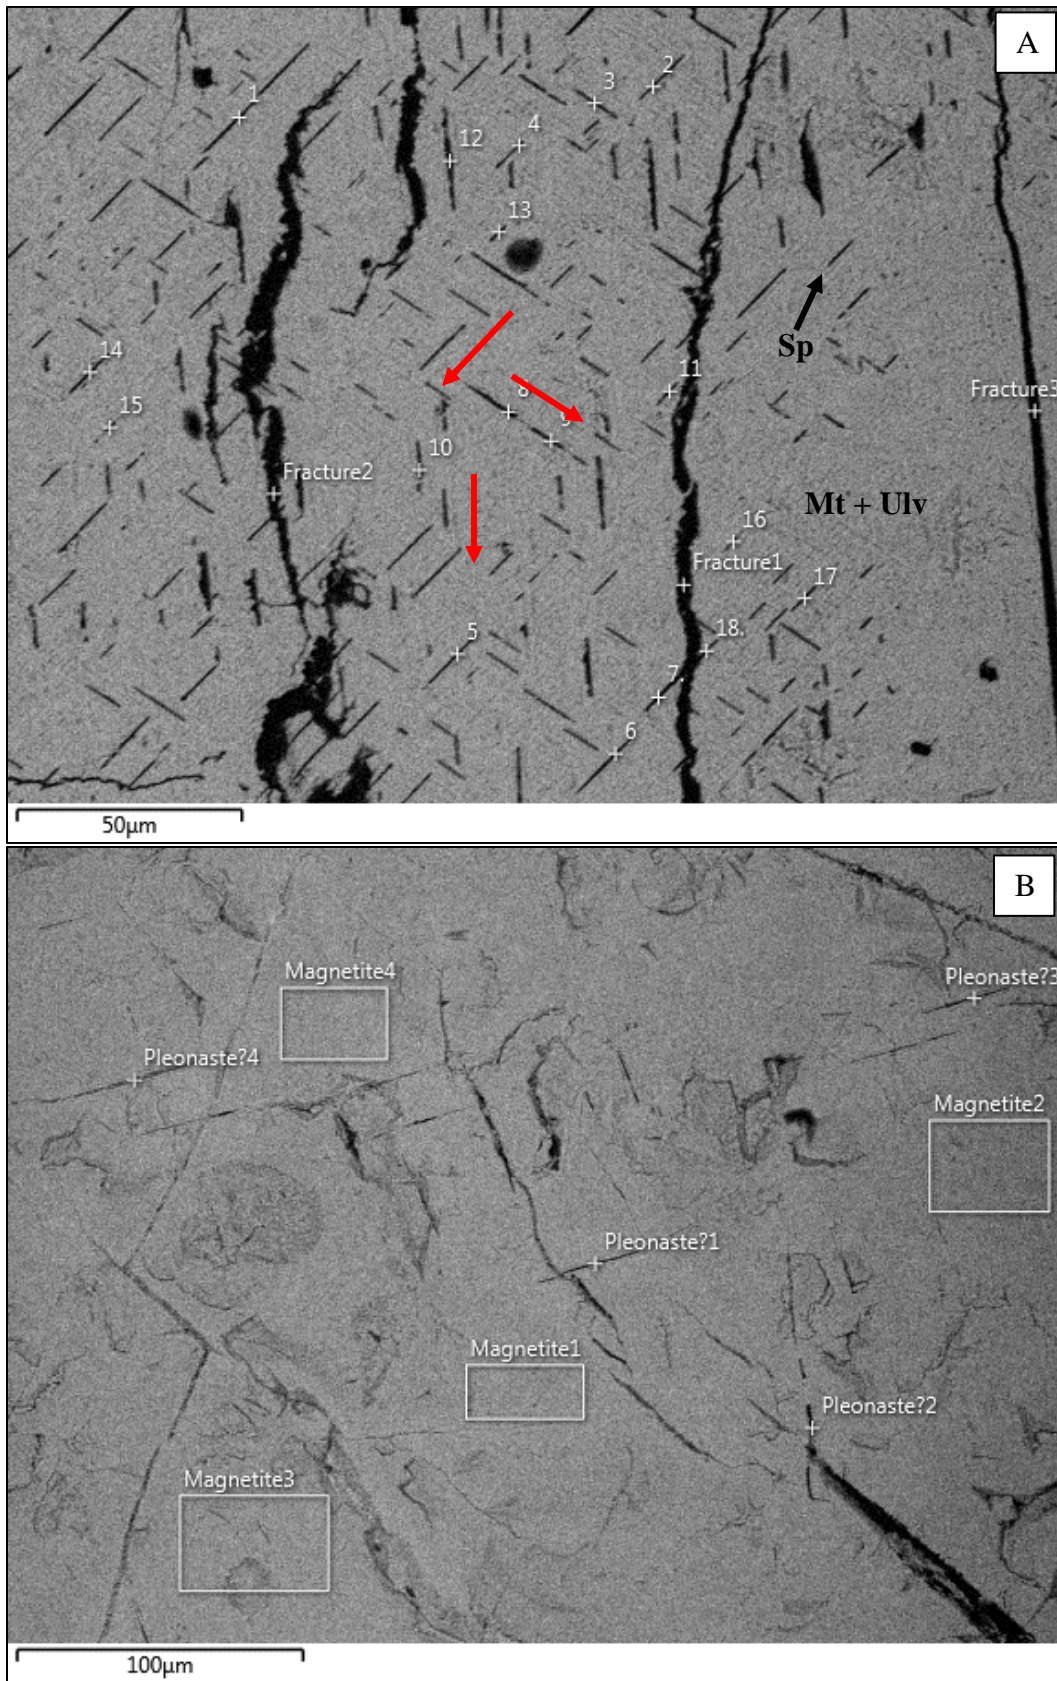 A
1
2
3
4
12
13
Sp
14
11
8
Fracture3
15
9
10
Fracture2
Mt + Ulv
16
Fracture1
17
5
18.
7.
6
50µm
B
Magnetite4
Pleonaste?3
Pleonaste?4
Magnetite2
Pleonaste?1
Magnetite1
Pleonaste?2
Magnetite3
100µm